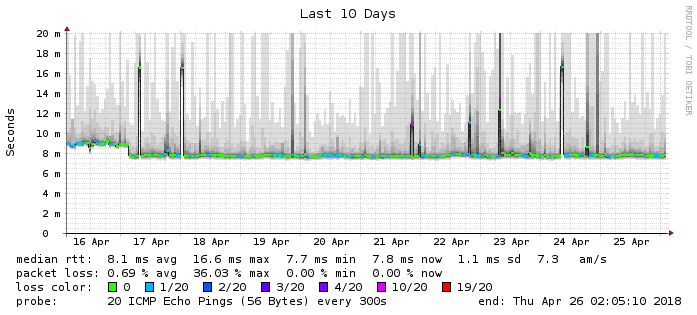 Last 10 Days
RRDTOOL / TOBI OETIKER
Seconds
20 m
18 m
16 m
14 m
12 m
10 m
8 m
6 m
4 m
2 m
0
16 Apr 17 Apr 18 Apr 19 Apr 20 Apr 21 Apr 22 Apr 23 Apr 24 Apr 25 Apr
median rtt: 8.1 ms avg 16.6 ms max 7.7 ms min 7.8 ms now 1.1 ms sd 7.3 am/s
packet loss: 0.69 % avg 36.03 % max 0.00 % min 0.00 % now
loss color: 0 1/20 2/20 3/20 4/20 10/20 19/20
probe: 20 ICMP Echo Pings (56 Bytes) every 300s end: Thu Apr 26 02:05:10 2018